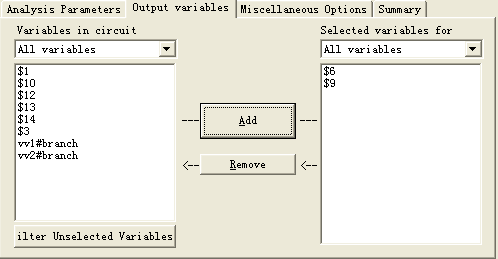 Analysis Parameters Output variables Miscellaneous Options Summary
Variables in circuit Selected variables for
All variables All variables
$1 $6
$10 $9
$12
$13
$14
$3
vv1#branch
vv2#branch
Add
Remove
ilter Unselected Variables